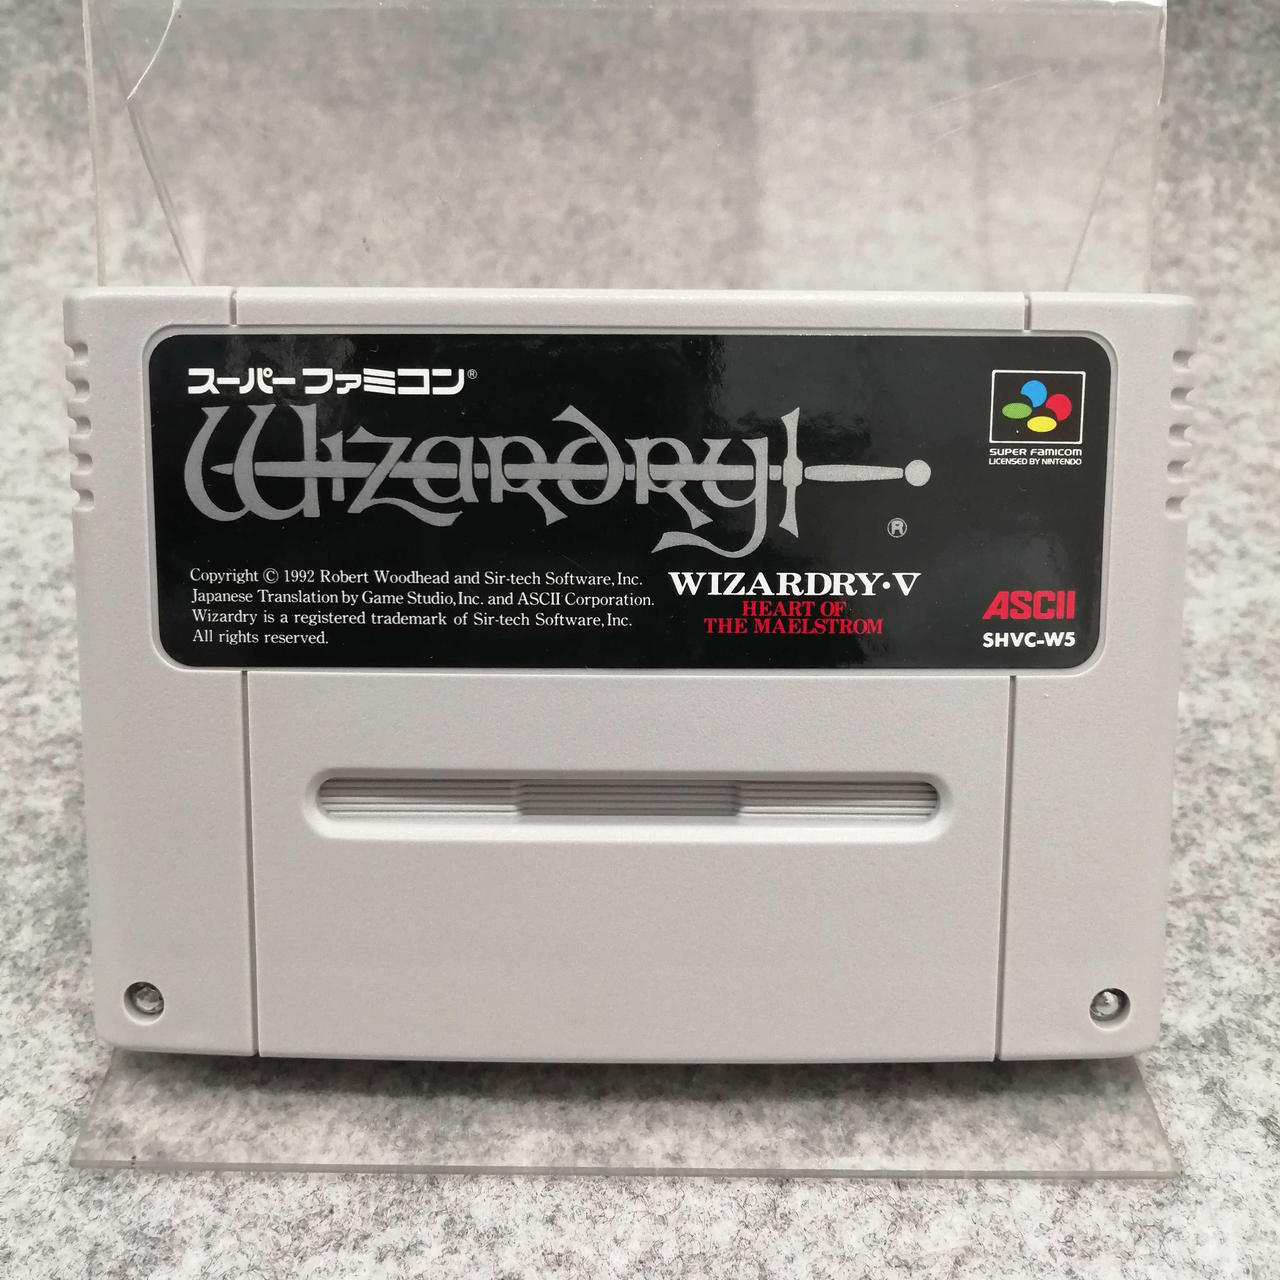 スーパーファミコン®
Wizardry
®
SUPER FAMICOM
LICENSED BY NINTENDO
Copyright © 1992 Robert Woodhead and Sir-tech Software, Inc.
Japanese Translation by Game Studio, Inc. and ASCII Corporation.
Wizardry is a registered trademark of Sir-tech Software, Inc.
All rights reserved.
WIZARDRY・V
HEART OF
THE MAELSTROM
ASCII
SHVC-W5